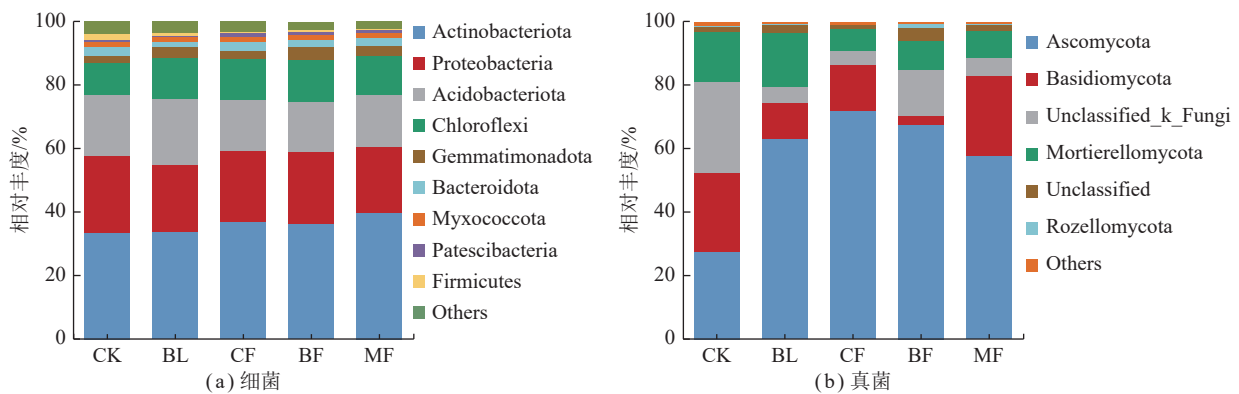 相对丰度/%
100
80
60
40
20
0
CK BL CF BF MF
(a) 细菌
Actinobacteriota
Proteobacteria
Acidobacteriota
Chloroflexi
Gemmatimonadota
Bacteroidota
Myxococcota
Patescibacteria
Firmicutes
Others
相对丰度/%
100
80
60
40
20
0
CK BL CF BF MF
(b) 真菌
Ascomycota
Basidiomycota
Unclassified_k_Fungi
Mortierellomycota
Unclassified
Rozellomycota
Others